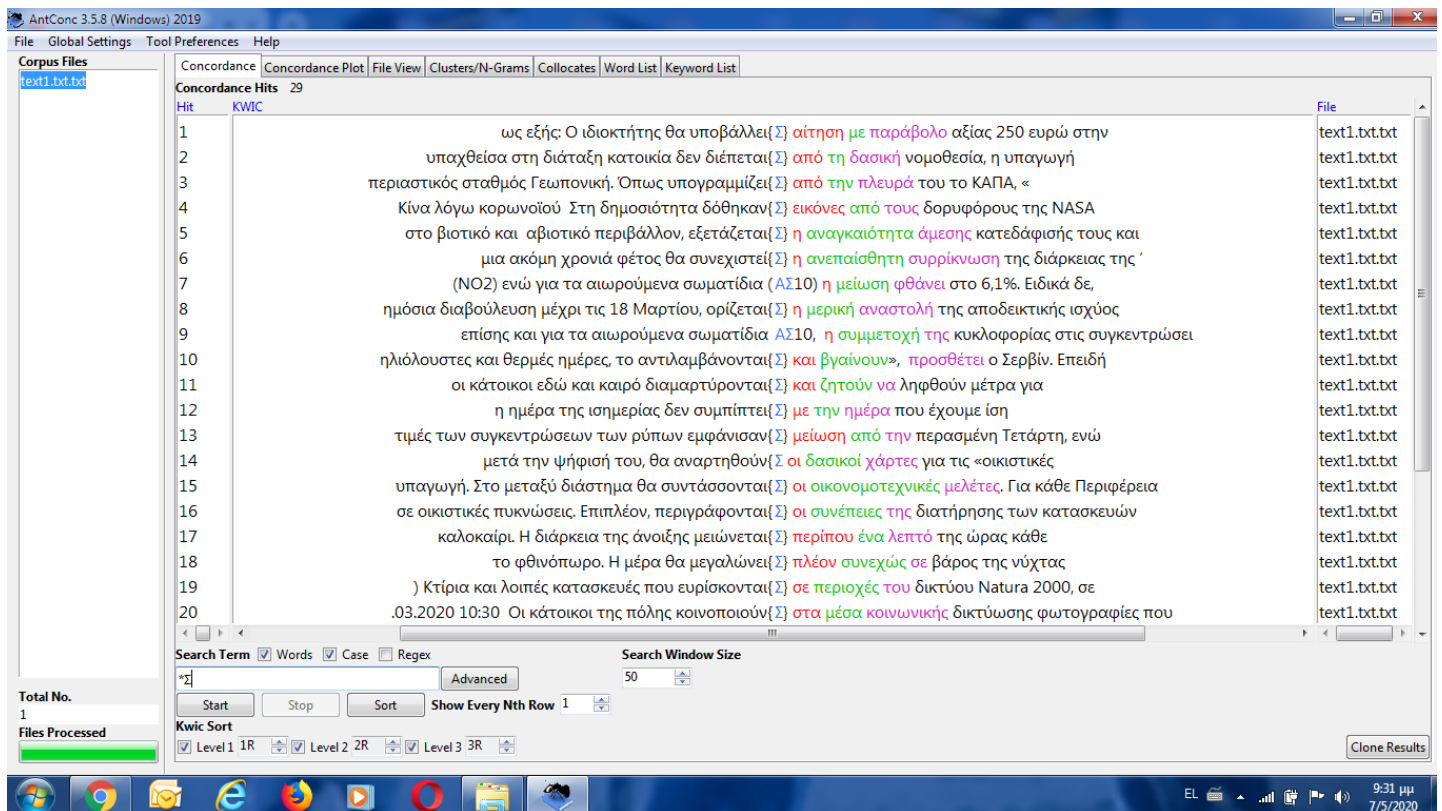 AntConc 3.5.8 (Windows) 2019
File Global Settings Tool Preferences Help
Corpus Files
text1.txt.txt
Concordance Concordance Plot File View Clusters/N-Grams Collocates Word List Keyword List
Concordance Hits 29
Hit KWIC File
1 ως εξής: Ο ιδιοκτήτης θα υποβάλλει{Σ} αίτηση με παράβολο αξίας 250 ευρώ στην text1.txt.txt
2 υπαχθείσα στη διάταξη κατοικία δεν διέπεται{Σ} από τη δασική νομοθεσία, η υπαγωγή text1.txt.txt
3 περιαστικός σταθμός Γεωπονική. Όπως υπογραμμίζει{Σ} από την πλευρά του το ΚΑΠΑ, « text1.txt.txt
4 Κίνα λόγω κορωνοϊού Στη δημοσιότητα δόθηκαν{Σ} εικόνες από τους δορυφόρους της NASA text1.txt.txt
5 στο βιοτικό και αβιοτικό περιβάλλον, εξετάζεται{Σ} η αναγκαιότητα άμεσης κατεδάφισής τους και text1.txt.txt
6 μια ακόμη χρονιά φέτος θα συνεχιστεί{Σ} η ανεπαίσθητη συρρίκνωση της διάρκειας της ‘ text1.txt.txt
7 (NO2) ενώ για τα αιωρούμενα σωματίδια (ΑΣ10) η μείωση φθάνει στο 6,1%. Ειδικά δε, text1.txt.txt
8 ημόσια διαβούλευση μέχρι τις 18 Μαρτίου, ορίζεται{Σ} η μερική αναστολή της αποδεικτικής ισχύος text1.txt.txt
9 επίσης και για τα αιωρούμενα σωματίδια ΑΣ10, η συμμετοχή της κυκλοφορίας στις συγκεντρώσει text1.txt.txt
10 ηλιόλουστες και θερμές ημέρες, το αντιλαμβάνονται{Σ} και βγαίνουν», προσθέτει ο Σερβίν. Επειδή text1.txt.txt
11 οι κάτοικοι εδώ και καιρό διαμαρτύρονται{Σ} και ζητούν να ληφθούν μέτρα για text1.txt.txt
12 η ημέρα της ισημερίας δεν συμπίπτει{Σ} με την ημέρα που έχουμε ίση text1.txt.txt
13 τιμές των συγκεντρώσεων των ρύπων εμφάνισαν{Σ} μείωση από την περασμένη Τετάρτη, ενώ text1.txt.txt
14 μετά την ψήφισή του, θα αναρτηθούν{Σ οι δασικοί χάρτες για τις «οικιστικές text1.txt.txt
15 υπαγωγή. Στο μεταξύ διάστημα θα συντάσσονται{Σ} οι οικονομοτεχνικές μελέτες. Για κάθε Περιφέρεια text1.txt.txt
16 σε οικιστικές πυκνώσεις. Επιπλέον, περιγράφονται{Σ} οι συνέπειες της διατήρησης των κατασκευών text1.txt.txt
17 καλοκαίρι. Η διάρκεια της άνοιξης μειώνεται{Σ} περίπου ένα λεπτό της ώρας κάθε text1.txt.txt
18 το φθινόπωρο. Η μέρα θα μεγαλώνει{Σ} πλέον συνεχώς σε βάρος της νύχτας text1.txt.txt
19 ) Κτίρια και λοιπές κατασκευές που ευρίσκονται{Σ} σε περιοχές του δικτύου Natura 2000, σε text1.txt.txt
20 .03.2020 10:30 Οι κάτοικοι της πόλης κοινοποιούν{Σ} στα μέσα κοινωνικής δικτύωσης φωτογραφίες που text1.txt.txt
Search Term Words Case Regex Search Window Size
*Σ Advanced 50
Total No.
1
Start Stop Sort Show Every Nth Row 1
Files Processed
Kwic Sort
Level 1 1R Level 2 2R Level 3 3R Clone Results
EL 9:31 μμ
7/5/2020